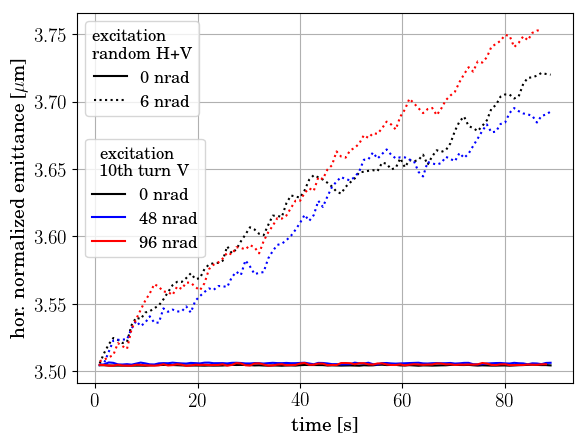 excitation
random H+V
0 nrad
6 nrad
excitation
10th turn V
0 nrad
48 nrad
96 nrad
hor. normalized emittance [μm]
3.75
3.70
3.65
3.60
3.55
3.50
0 20 40 60 80
time [s]